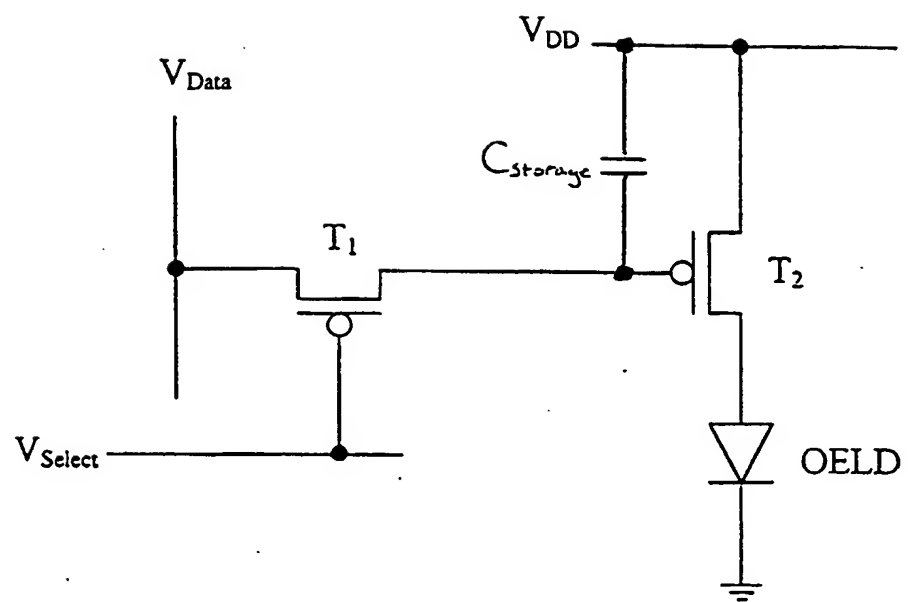 V_DD
V_Data
C_storage
T_1
T_2
V_Select
OELD